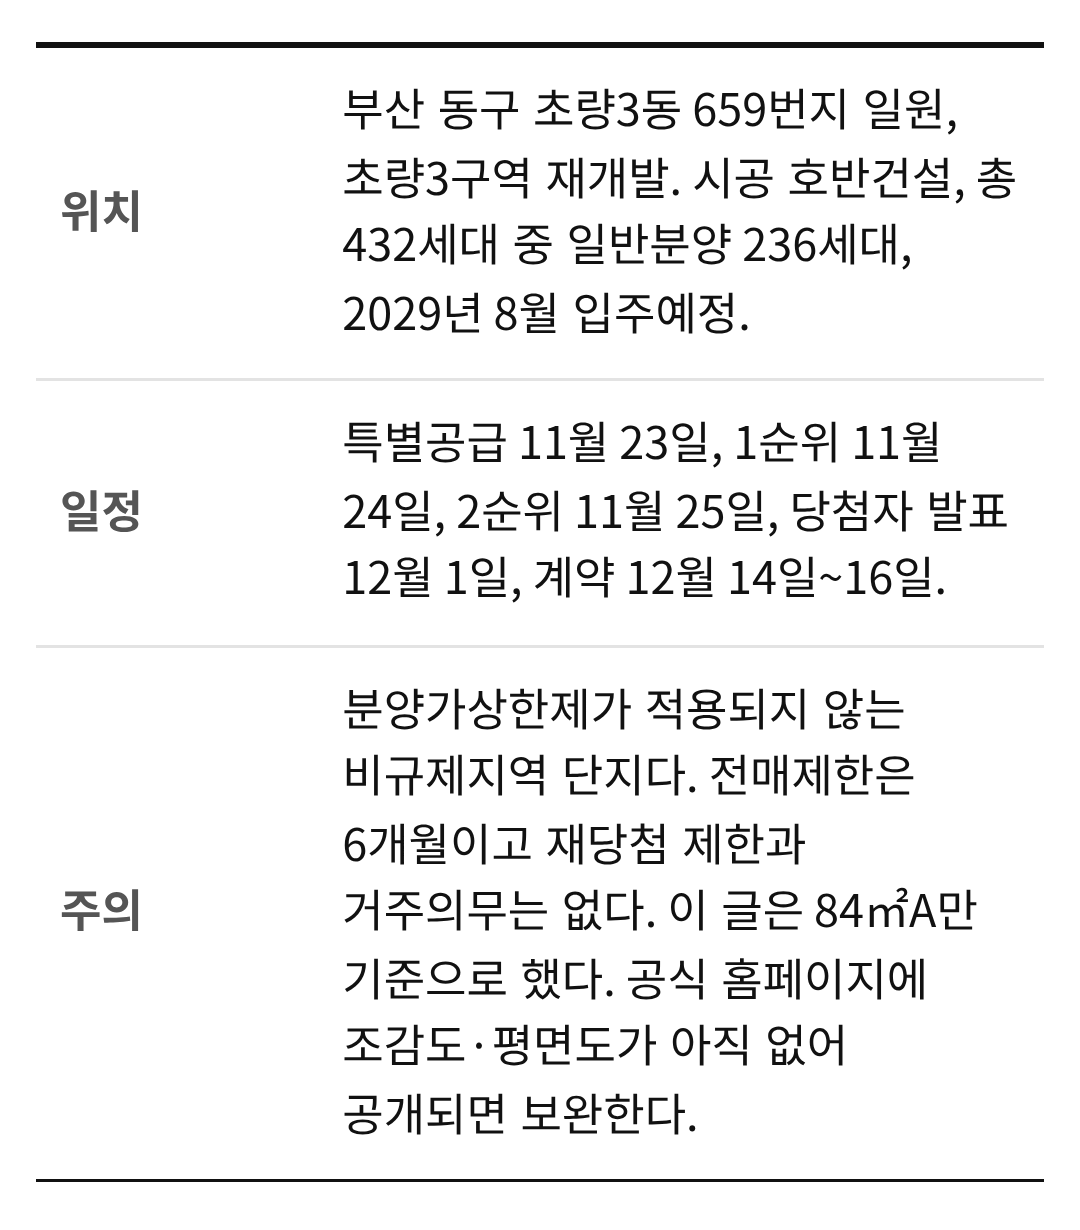 위치
부산 동구 초량3동 659번지 일원,
초량3구역 재개발. 시공 호반건설, 총
432세대 중 일반분양 236세대,
2029년 8월 입주예정.
일정
특별공급 11월 23일, 1순위 11월
24일, 2순위 11월 25일, 당첨자 발표
12월 1일, 계약 12월 14일~16일.
주의
분양가상한제가 적용되지 않는
비규제지역 단지다. 전매제한은
6개월이고 재당첨 제한과
거주의무는 없다. 이 글은 84㎡A만
기준으로 했다. 공식 홈페이지에
조감도·평면도가 아직 없어
공개되면 보완한다.